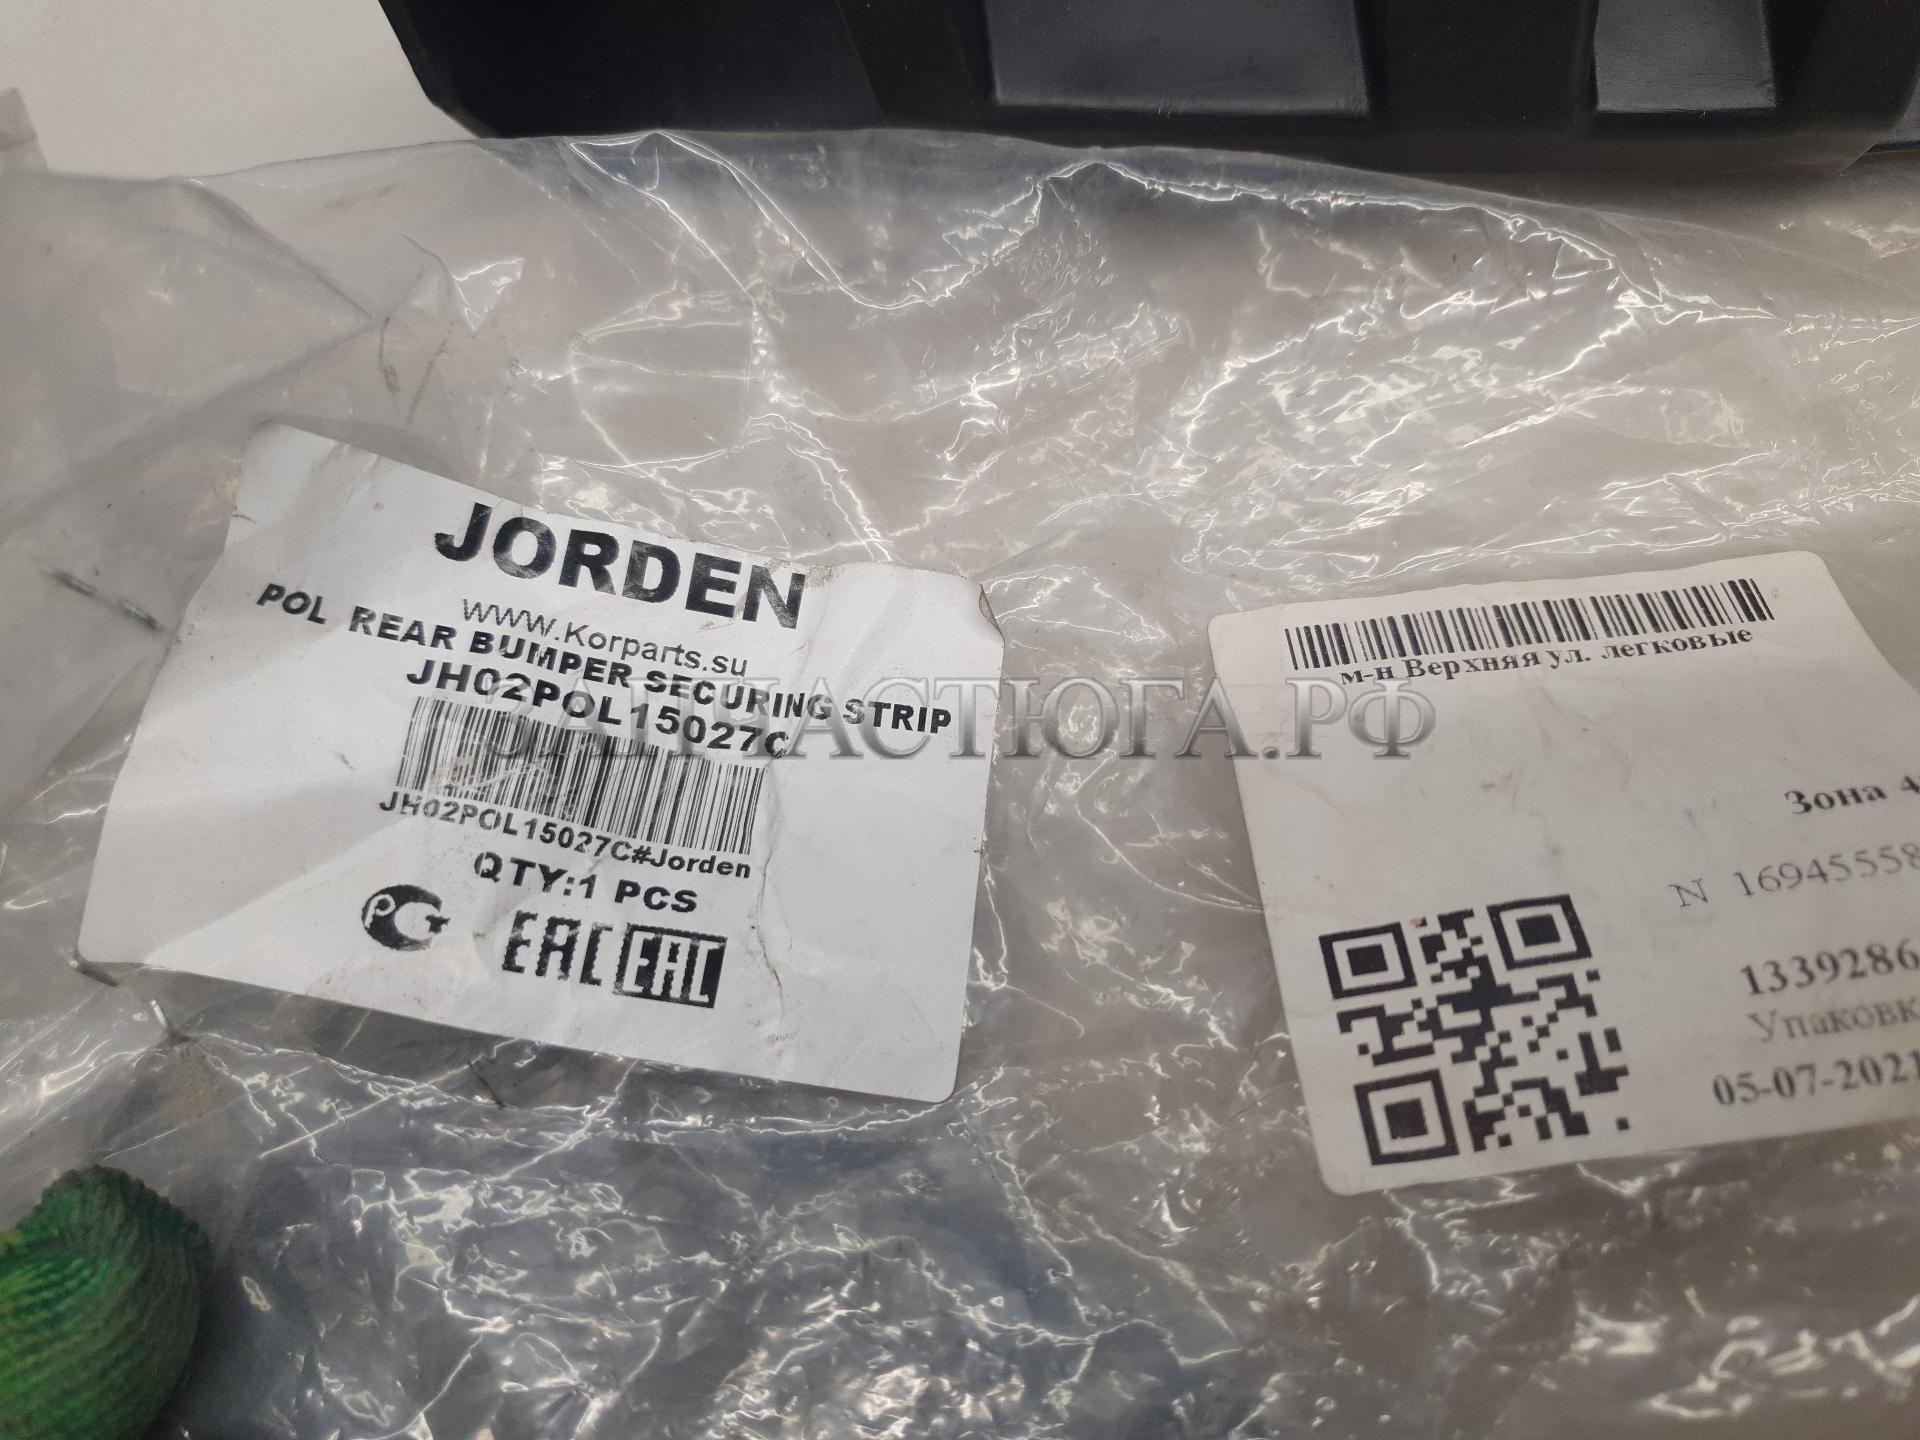 JORDEN
www.Korparts.su
POL REAR BUMPER SECURING STRIP
JH02POL15027C
JH02POL15027C#Jorden
QTY:1 PCS
EAC EAC
м-н Верхняя ул. легковые
Зона 4
N 16945558
1339286
Упаковк
05-07-2021
ЗАПЧАСТЮГА.РФ